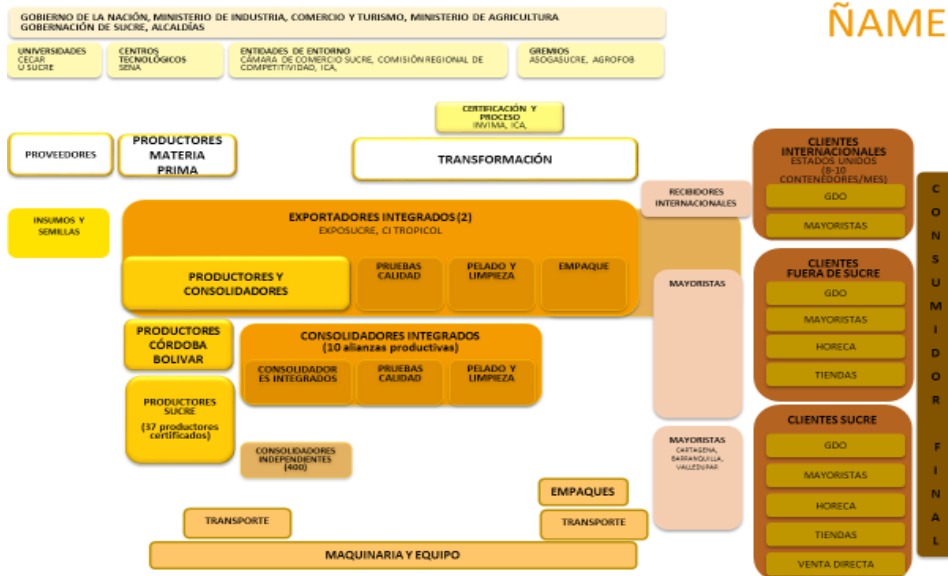 ÑAME
GOBIERNO DE LA NACIÓN, MINISTERIO DE INDUSTRIA, COMERCIO Y TURISMO, MINISTERIO DE AGRICULTURA
GOBERNACIÓN DE SUCRE, ALCALDÍAS
UNIVERSIDADES
CECAR
U SUCRE
CENTROS
TECNOLÓGICOS
SENA
ENTIDADES DE ENTORNO
CÁMARA DE COMERCIO SUCRE, COMISIÓN REGIONAL DE
COMPETITIVIDAD, ICA,
GREMIOS
ASOGASUCRE, AGROFOB
CERTIFICACIÓN Y
PROCESO
INVIMA, ICA,
PROVEEDORES
PRODUCTORES
MATERIA
PRIMA
TRANSFORMACIÓN
INSUMOS Y
SEMILLAS
EXPORTADORES INTEGRADOS (2)
EXPOSUCRE, CI TROPICOL
PRODUCTORES Y
CONSOLIDADORES
PRUEBAS
CALIDAD
PELADO Y
LIMPIEZA
EMPAQUE
PRODUCTORES
CÓRDOBA
BOLIVAR
CONSOLIDADORES INTEGRADOS
(10 alianzas productivas)
CONSOLIDADOR
ES INTEGRADOS
PRUEBAS
CALIDAD
PELADO Y
LIMPIEZA
PRODUCTORES
SUCRE
(37 productores
certificados)
CONSOLIDADORES
INDEPENDIENTES
(400)
EMPAQUES
TRANSPORTE
TRANSPORTE
MAQUINARIA Y EQUIPO
RECIBIDORES
INTERNACIONALES
MAYORISTAS
MAYORISTAS
CARTAGENA,
BARRANQUILLA,
VALLEDUPAR
CLIENTES
INTERNACIONALES
ESTADOS UNIDOS
(8-10
CONTENEDORES/MES)
GDO
MAYORISTAS
CLIENTES
FUERA DE SUCRE
GDO
MAYORISTAS
HORECA
TIENDAS
CLIENTES SUCRE
GDO
MAYORISTAS
HORECA
TIENDAS
VENTA DIRECTA
CONSUMIDOR FINAL